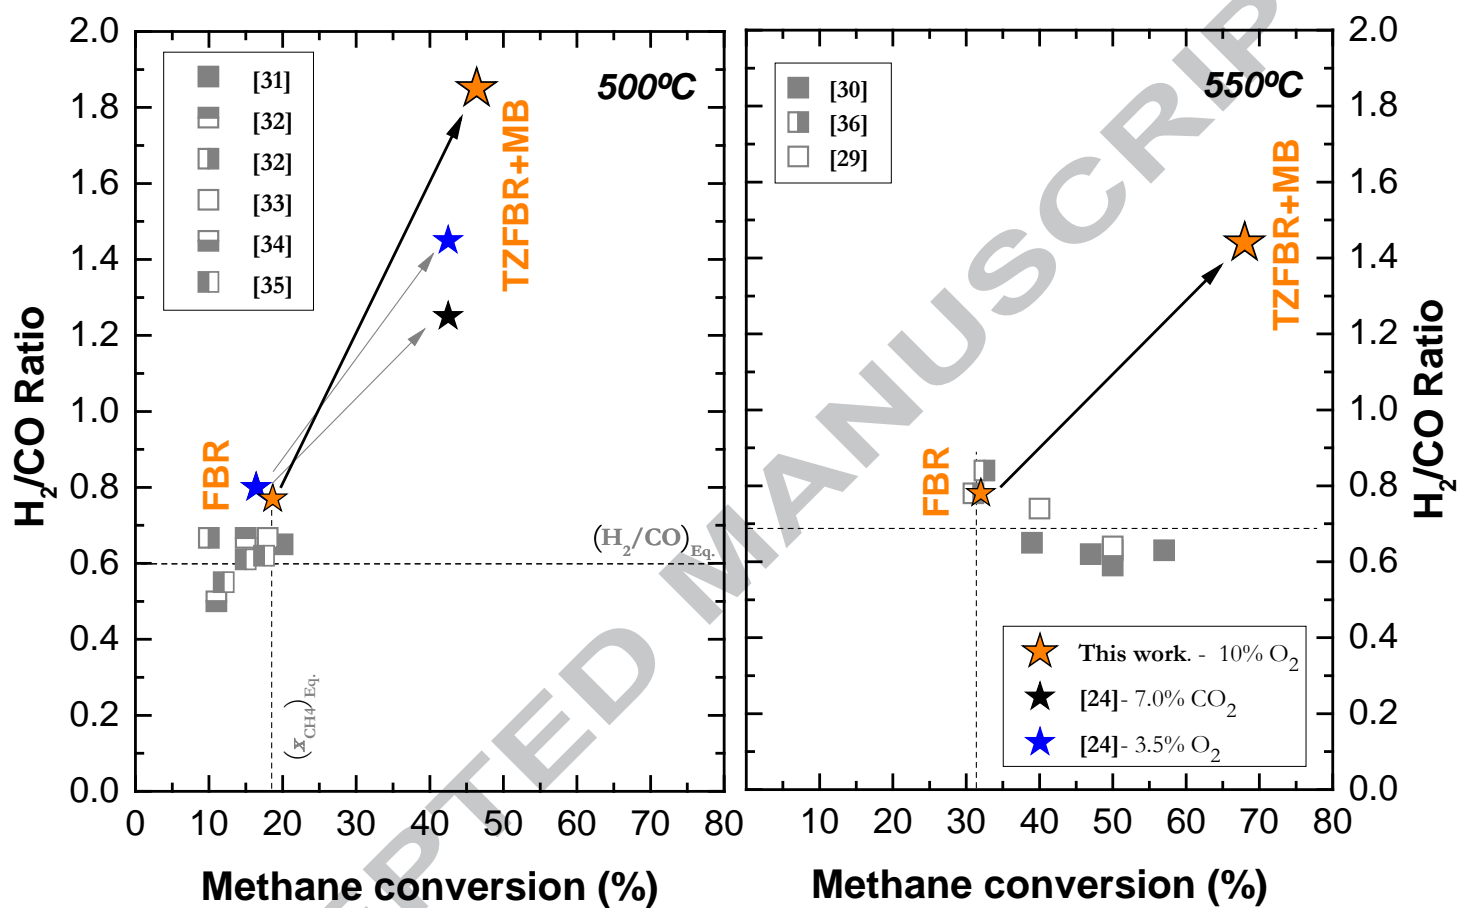 2.0
1.8
1.6
1.4
1.2
1.0
0.8
0.6
0.4
0.2
0.0
H2/CO Ratio
[31]
[32]
[32]
[33]
[34]
[35]
500ºC
TZFBR+MB
FBR
(H2/CO)Eq.
(xCH4)Eq.
0 10 20 30 40 50 60 70 80
Methane conversion (%)
[30]
[36]
[29]
550ºC
TZFBR+MB
FBR
This work. - 10% O2
[24]- 7.0% CO2
[24]- 3.5% O2
10 20 30 40 50 60 70 80
Methane conversion (%)
2.0
1.8
1.6
1.4
1.2
1.0
0.8
0.6
0.4
0.2
0.0
H2/CO Ratio
PTED MANUSCRIP